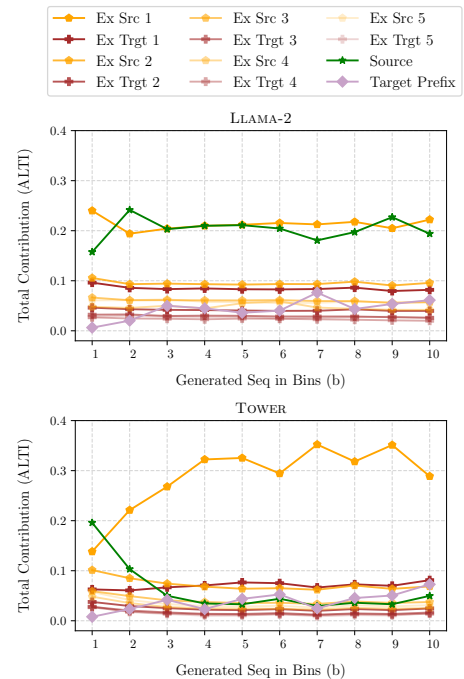 Ex Src 1 Ex Src 3 Ex Src 5
Ex Trgt 1 Ex Trgt 3 Ex Trgt 5
Ex Src 2 Ex Src 4 Source
Ex Trgt 2 Ex Trgt 4 Target Prefix
LLAMA-2
Total Contribution (ALTI)
0.4
0.3
0.2
0.1
0.0
1 2 3 4 5 6 7 8 9 10
Generated Seq in Bins (b)
TOWER
Total Contribution (ALTI)
0.4
0.3
0.2
0.1
0.0
1 2 3 4 5 6 7 8 9 10
Generated Seq in Bins (b)